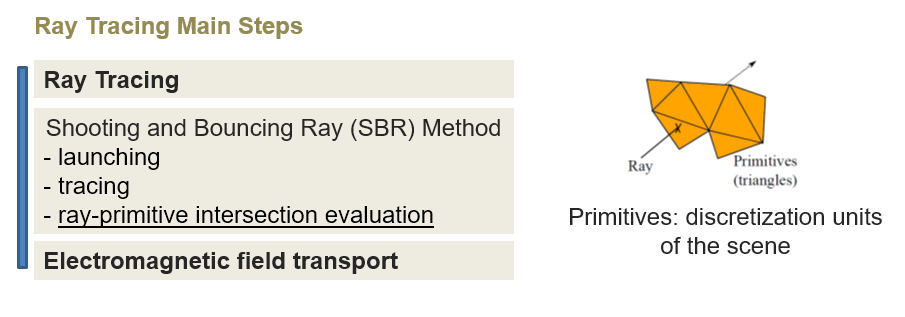 Ray Tracing Main Steps
Ray Tracing
Shooting and Bouncing Ray (SBR) Method
- launching
- tracing
- ray-primitive intersection evaluation
Electromagnetic field transport
Ray
Primitives
(triangles)
Primitives: discretization units
of the scene